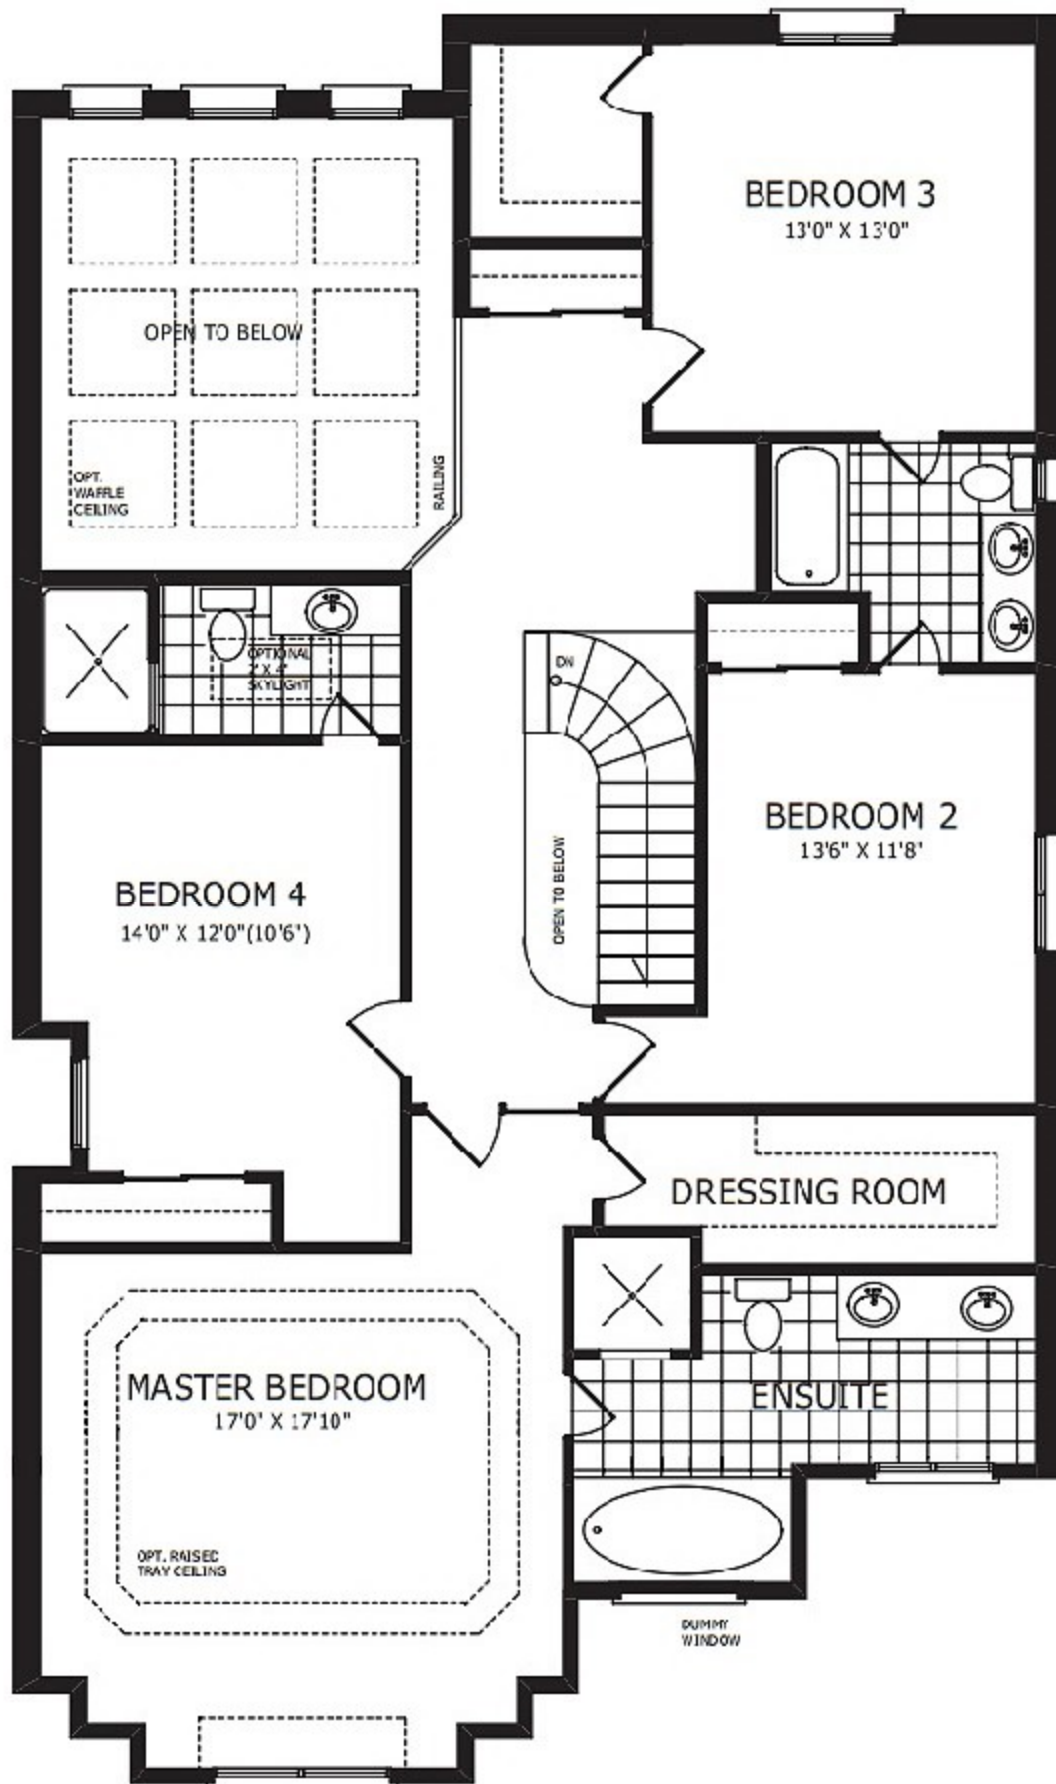 BEDROOM 3
13'0" X 13'0"
OPEN TO BELOW
OPT.
WAFFLE
CEILING
RAILING
OPTIONAL
2' X 4'
SKYLIGHT
DN
BEDROOM 2
13'6" X 11'8'
OPEN TO BELOW
BEDROOM 4
14'0" X 12'0"(10'6')
DRESSING ROOM
MASTER BEDROOM
17'0' X 17'10"
ENSUITE
OPT. RAISED
TRAY CEILING
DUMMY
WINDOW